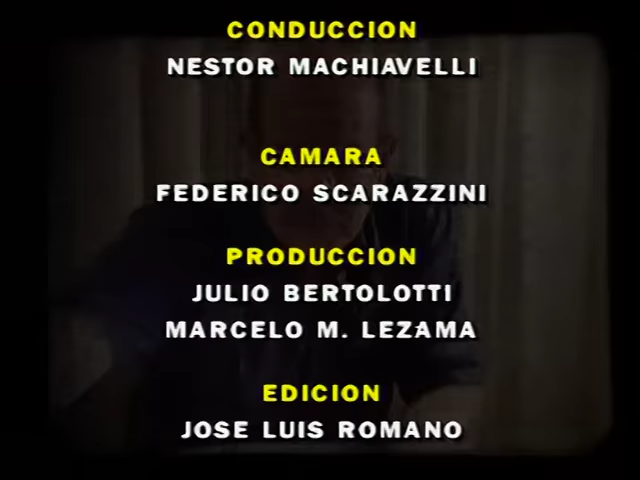 CONDUCCION
NESTOR MACHIAVELLI
CAMARA
FEDERICO SCARAZZINI
PRODUCCION
JULIO BERTOLOTTI
MARCELO M. LEZAMA
EDICION
JOSE LUIS ROMANO